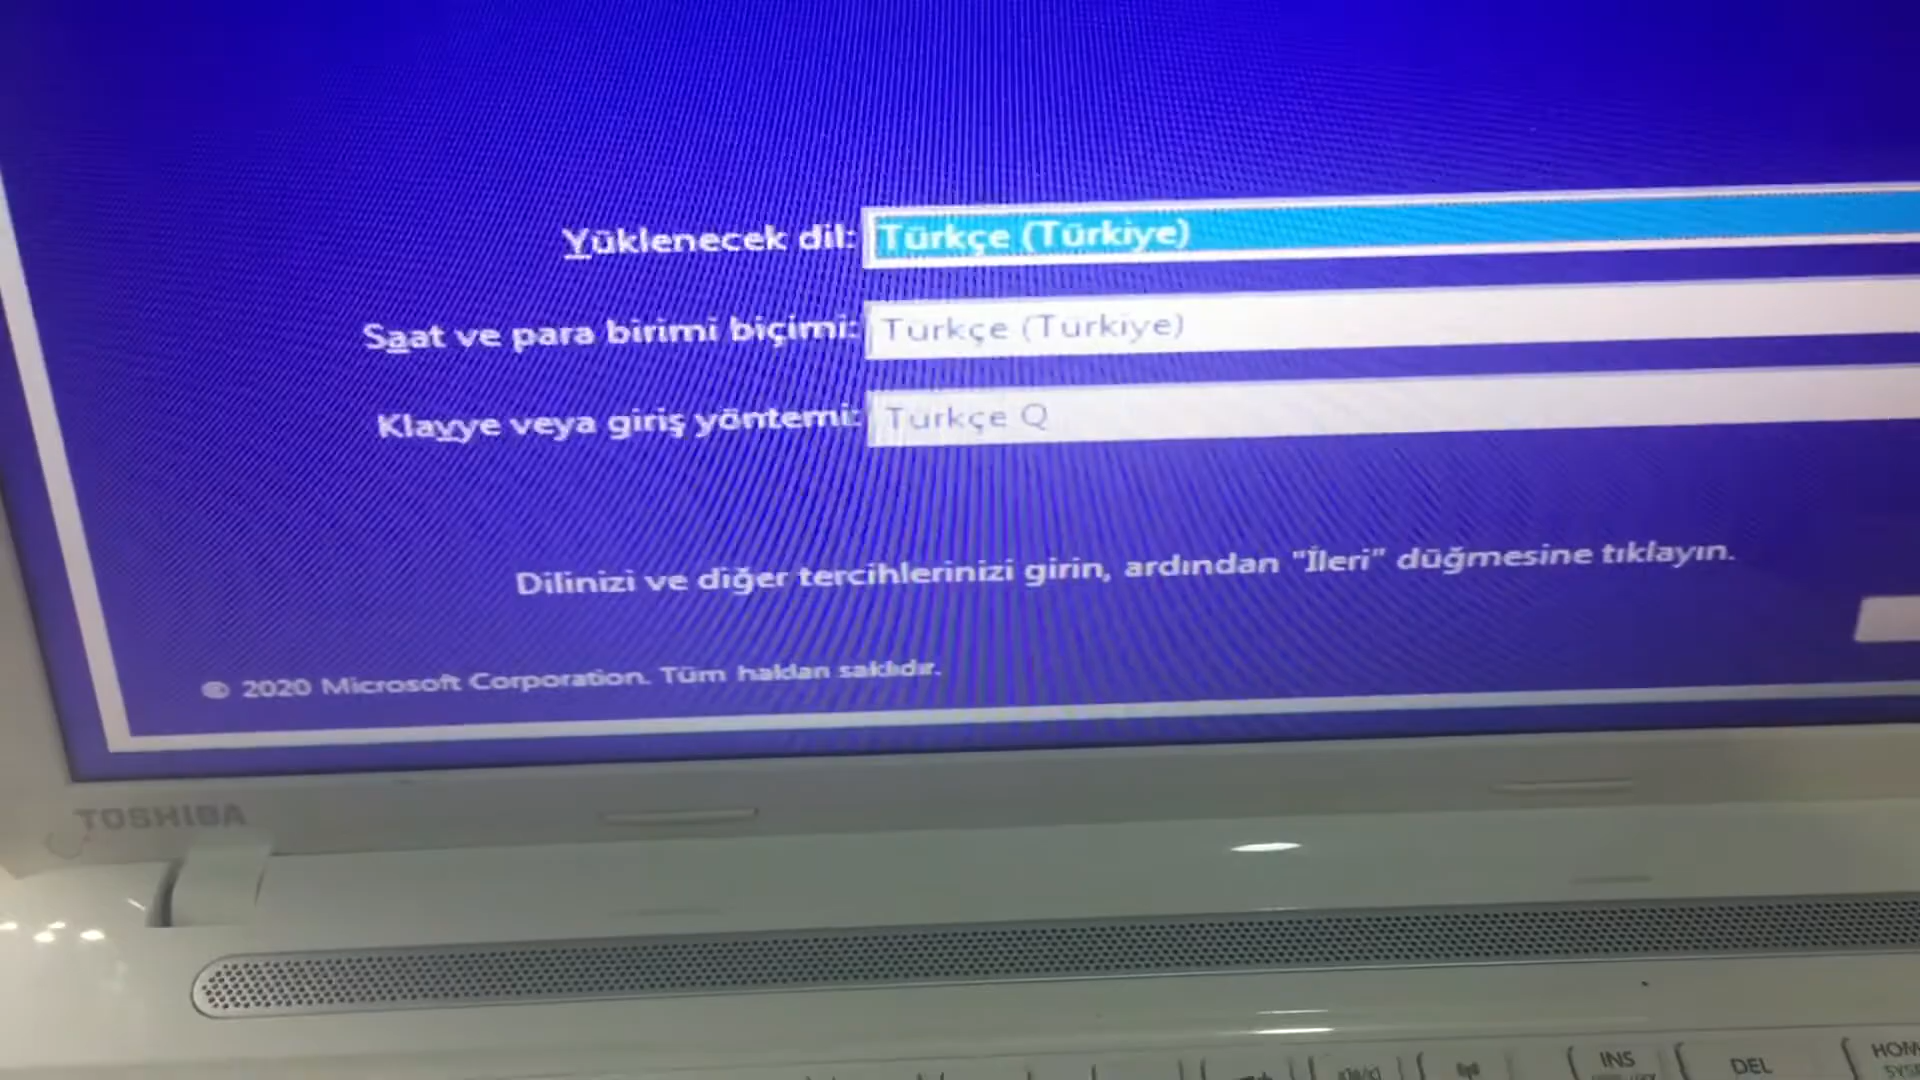 Yüklenecek dil: Türkçe (Türkiye)
Saat ve para birimi biçimi: Türkçe (Türkiye)
Klavye veya giriş yöntemi: Türkçe Q
Dilinizi ve diğer tercihlerinizi girin, ardından "İleri" düğmesine tıklayın.
© 2020 Microsoft Corporation. Tüm hakları saklıdır.
TOSHIBA
INS
DEL